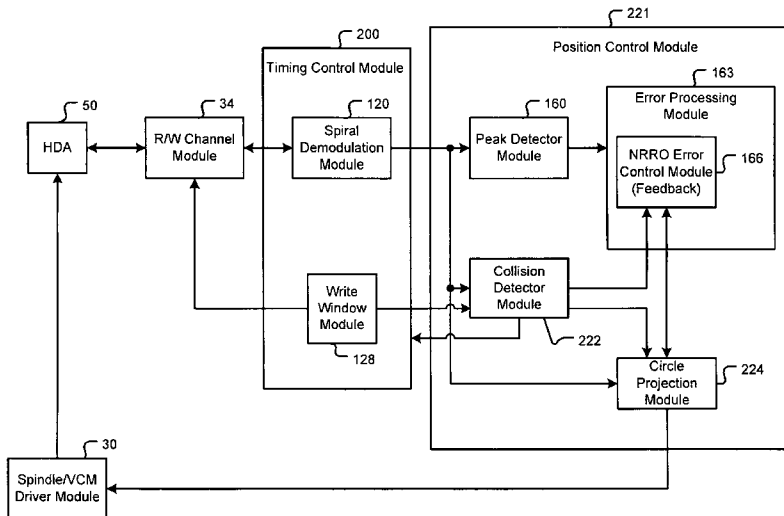 221
200
Position Control Module
Timing Control Module
163
50
34
120
160
Error Processing
Module
HDA
R/W Channel
Module
Spiral
Demodulation
Module
Peak Detector
Module
NRRO Error
Control Module
(Feedback)
166
Write
Window
Module
128
Collision
Detector
Module
222
Circle
Projection
Module
224
30
Spindle/VCM
Driver Module